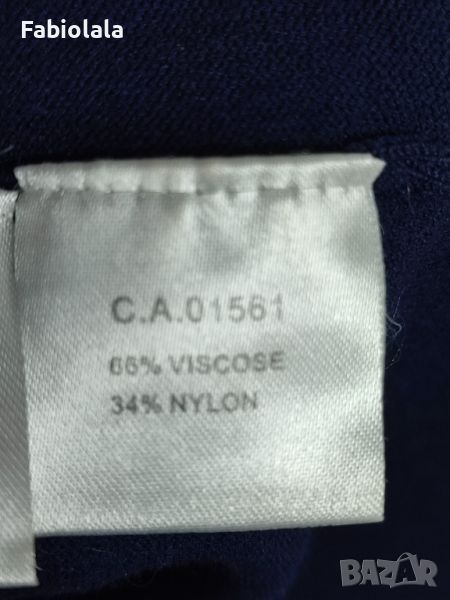 Fabiolala
C.A.01561
66% VISCOSE
34% NYLON
BAZAR